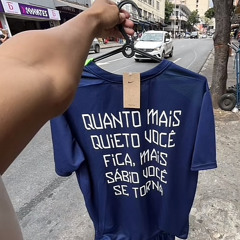 QUANTO MAIS
QUIETO VOCÊ
FICA, MAIS
SÁBIO VOCÊ
SE TORNA